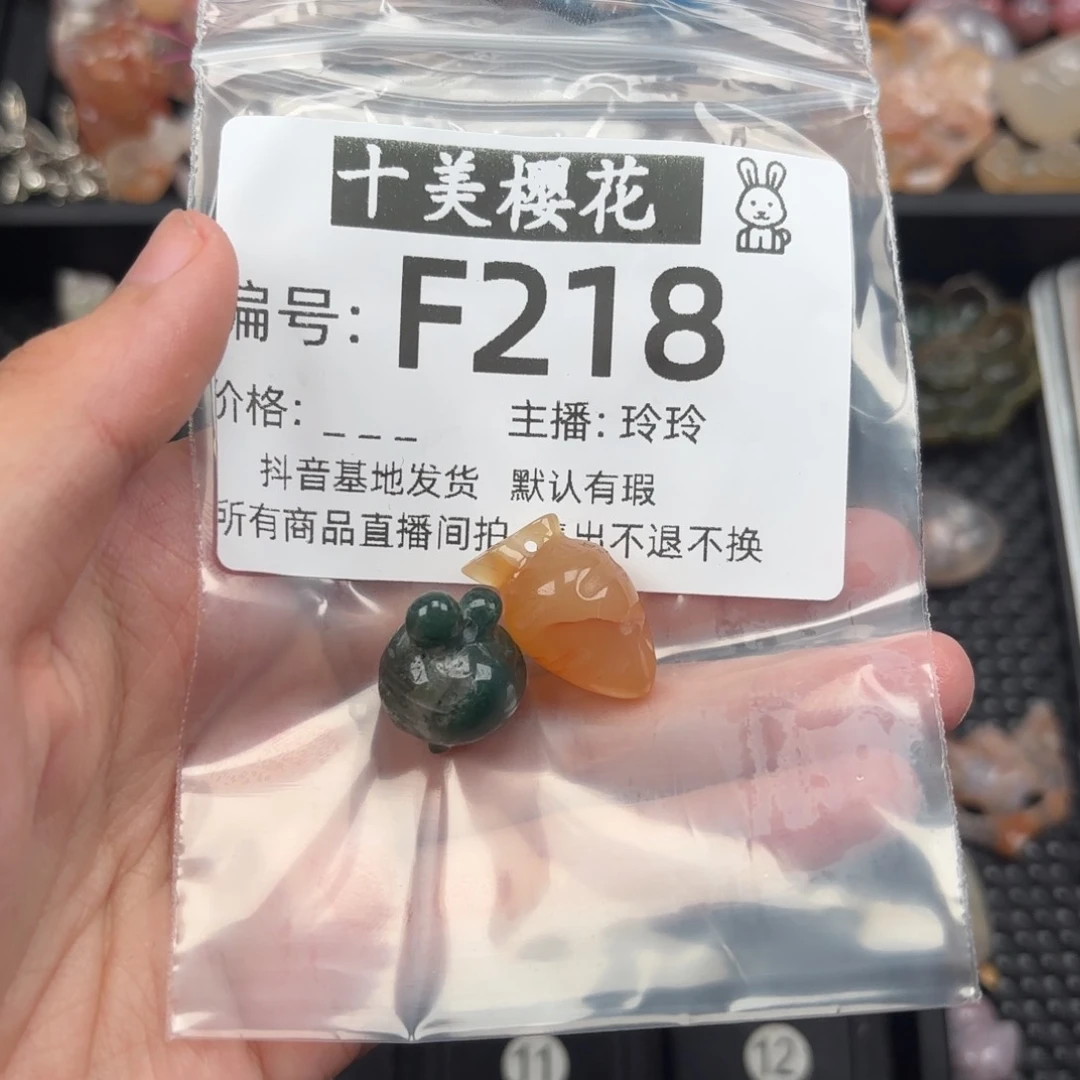 十美樱花
编号: F218
价格: _ _ _ 主播: 玲玲
抖音基地发货 默认有瑕
所有商品直播间拍 出不退不换
11 12